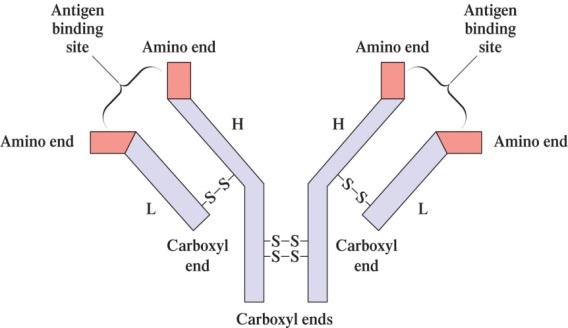 Antigen
binding
site
Amino end
Amino end
Antigen
binding
site
Amino end
H
H
Amino end
S–S
S–S
L
L
Carboxyl
end
–S–S–
–S–S–
Carboxyl
end
Carboxyl ends